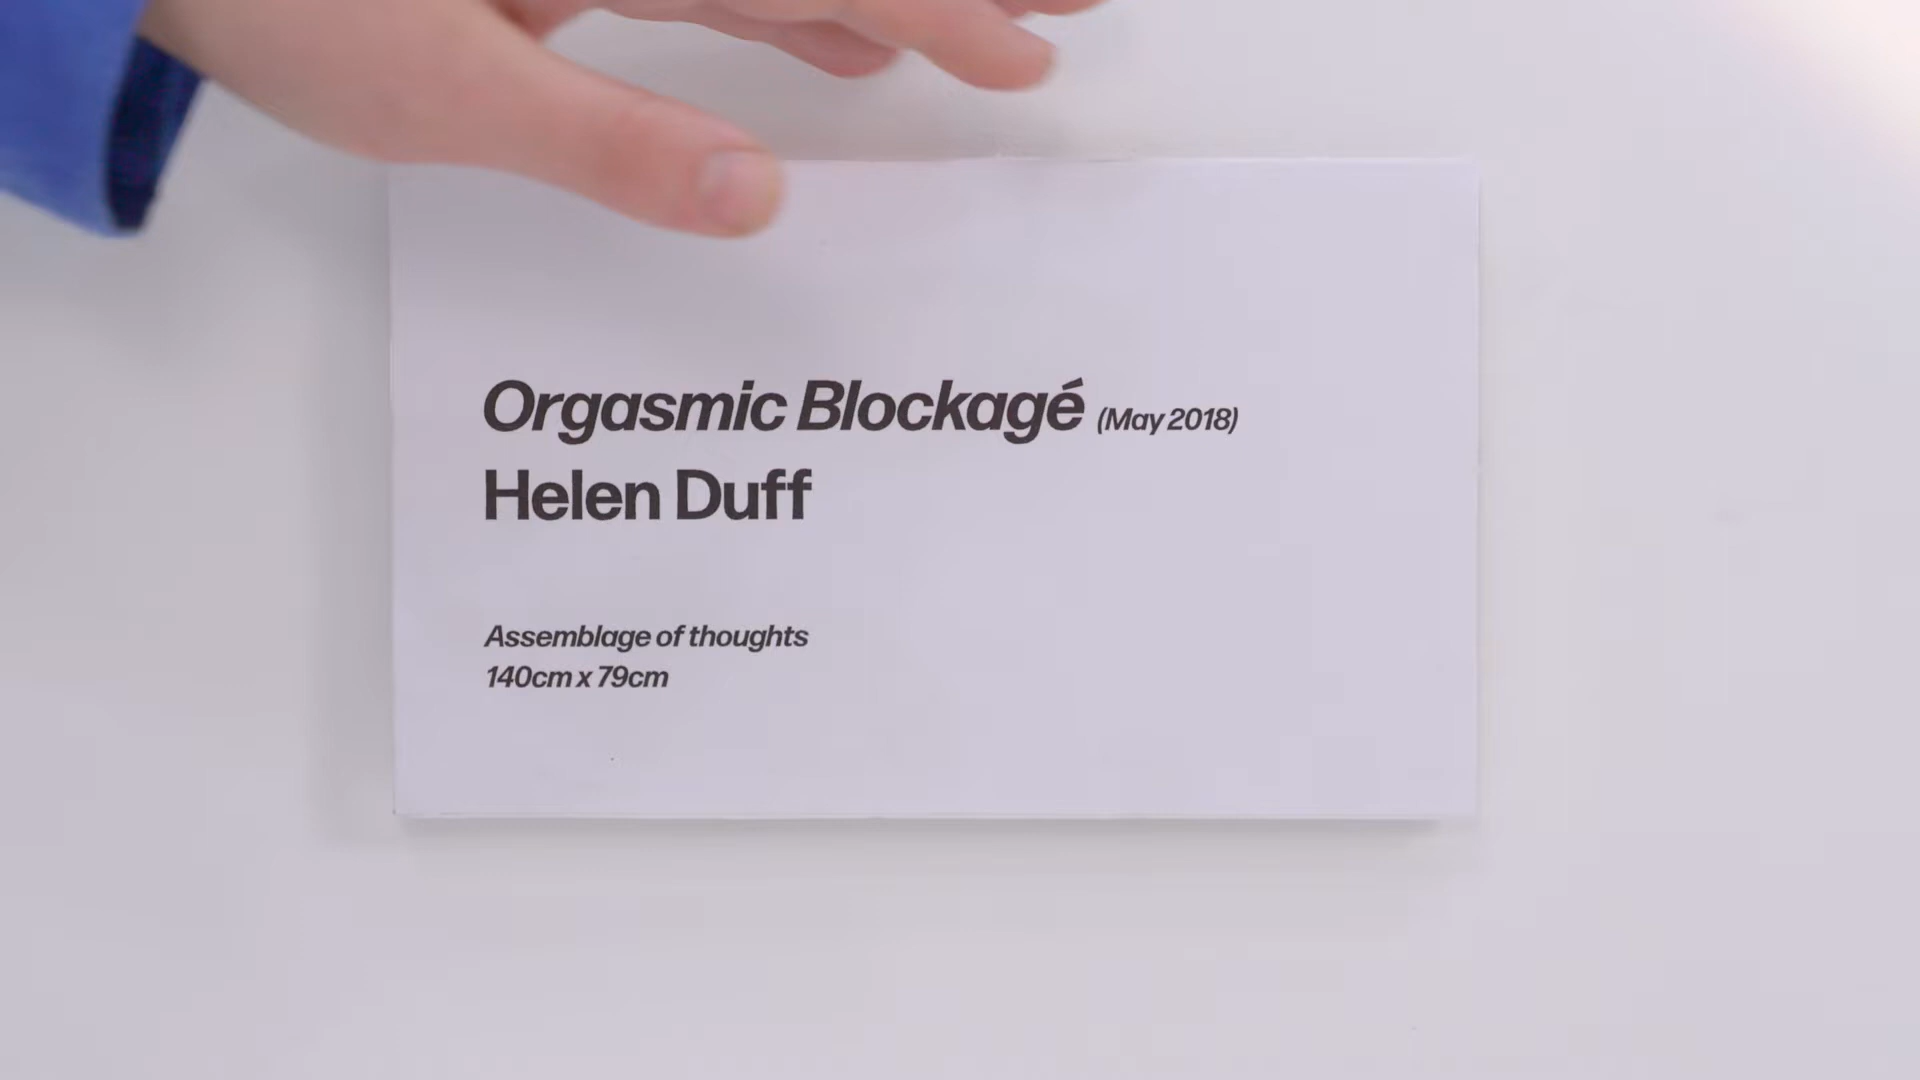 Orgasmic Blockagé (May 2018)
Helen Duff
Assemblage of thoughts
140cm x 79cm